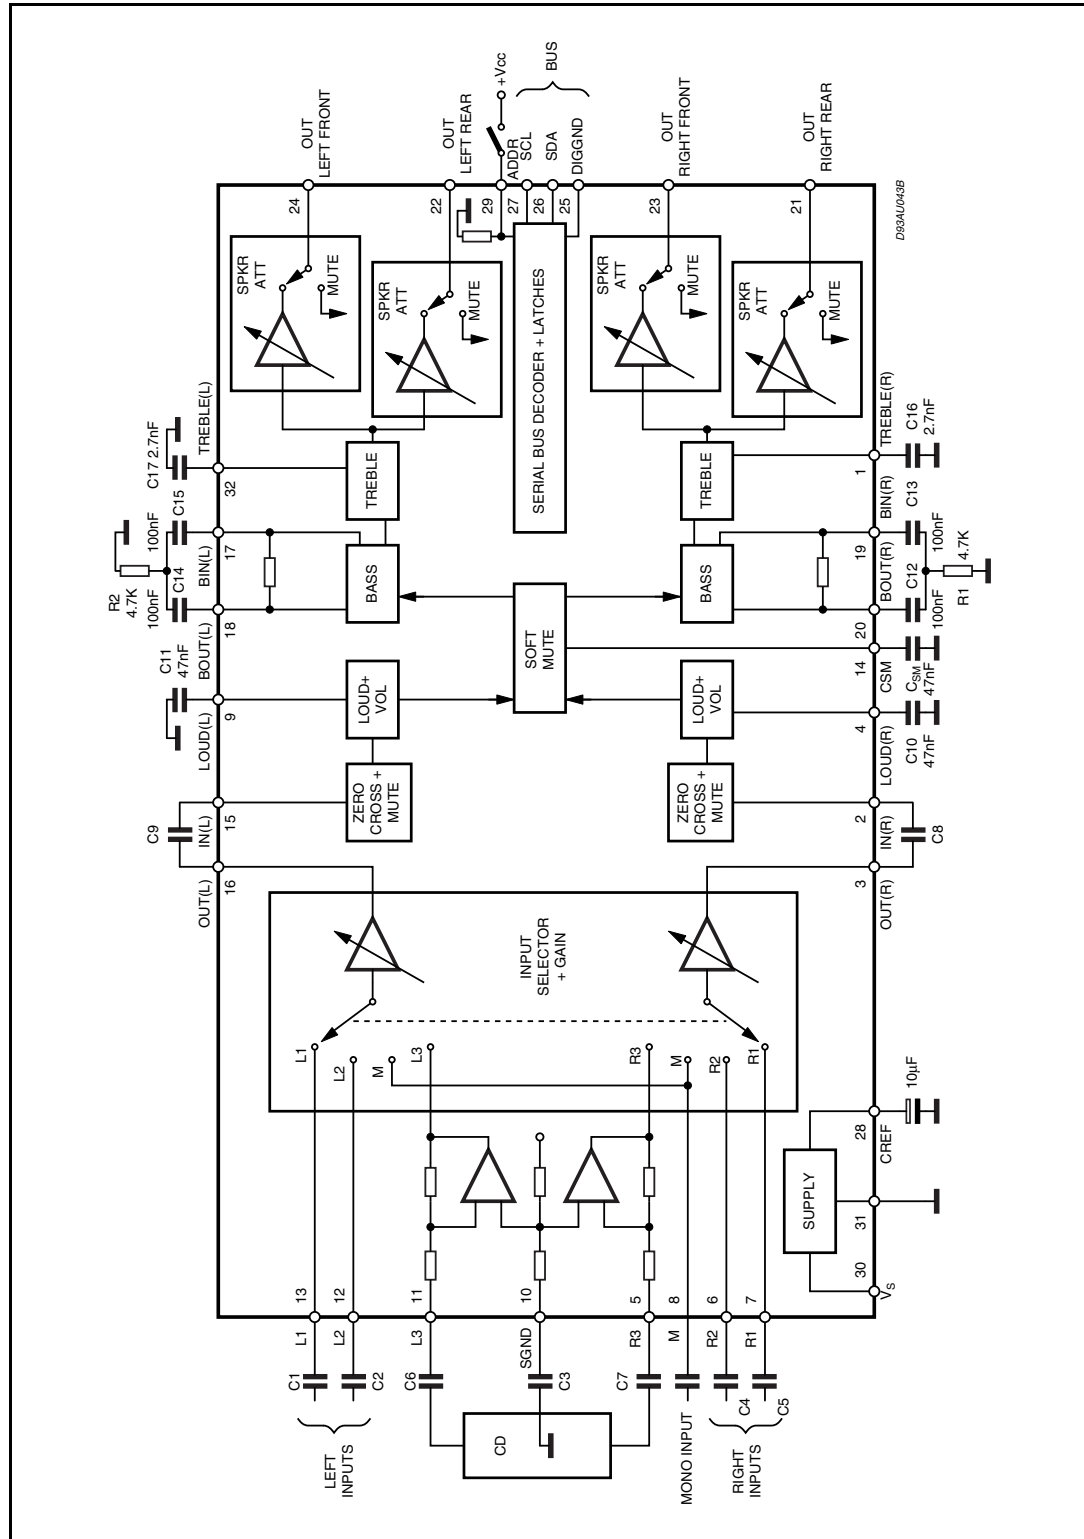 C1
L1
13
L1
C2
L2
12
L2
LEFT
INPUTS
C6
L3
11
L3
CD
SGND
10
C3
C7
R3
5
R3
MONO INPUT
M
8
M
M
C4
R2
6
R2
C5
R1
7
R1
RIGHT
INPUTS
INPUT
SELECTOR
+ GAIN
SUPPLY
30
VS
31
28
CREF
10μF
OUT(L)
16
C9
IN(L)
15
ZERO
CROSS +
MUTE
LOUD(L)
9
C11
47nF
LOUD+
VOL
BOUT(L)
18
100nF
C14
R2
4.7K
BIN(L)
17
100nF
C15
BASS
TREBLE(L)
32
C17 2.7nF
TREBLE
SOFT
MUTE
SERIAL BUS DECODER + LATCHES
OUT(R)
3
C8
IN(R)
2
ZERO
CROSS +
MUTE
LOUD(R)
4
C10
47nF
LOUD+
VOL
CSM
14
CSM
47nF
BOUT(R)
20
C12
100nF
R1
4.7K
BIN(R)
19
C13
100nF
BASS
TREBLE(R)
1
C16
2.7nF
TREBLE
SPKR
ATT
MUTE
24
OUT
LEFT FRONT
SPKR
ATT
MUTE
22
OUT
LEFT REAR
29
ADDR
+Vcc
27
SCL
26
SDA
25
DIGGND
BUS
SPKR
ATT
MUTE
23
OUT
RIGHT FRONT
SPKR
ATT
MUTE
21
OUT
RIGHT REAR
D93AU043B